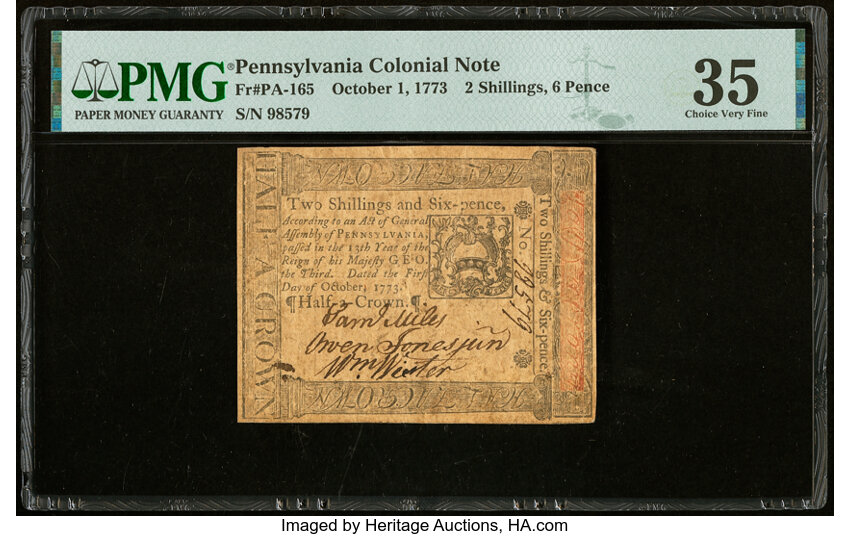 PMG
PAPER MONEY GUARANTY
®
Pennsylvania Colonial Note
Fr#PA-165 October 1, 1773 2 Shillings, 6 Pence
S/N 98579
35
Choice Very Fine
HALF A CROWN
HALF A CROWN
Two Shillings and Six-pence,
According to an Act of General
Assembly of PENNSYLVANIA,
passed in the 13th Year of the
Reign of his Majesty GEO.
the Third. Dated the First
Day of October, 1773.
¶Half-a-Crown.¶
No. 98579
Two Shillings & Six-pence.
Saml Miles
Owen Jones jun
Wm Wister
HALF A CROWN
Imaged by Heritage Auctions, HA.com